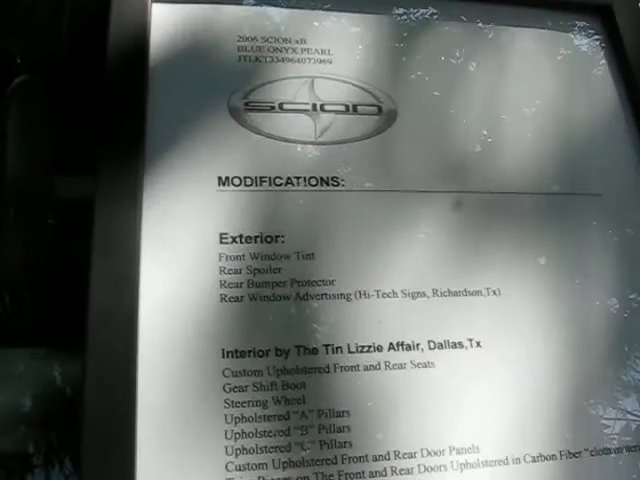 2006 SCION xB
BLUE ONYX PEARL
SCION
MODIFICATIONS:
Exterior:
Front Window Tint
Rear Spoiler
Rear Bumper Protector
Rear Window Advertising (Hi-Tech Signs, Richardson,Tx)
Interior by The Tin Lizzie Affair, Dallas,Tx
Custom Upholstered Front and Rear Seats
Gear Shift Boot
Steering Wheel
Upholstered "A" Pillars
Upholstered "B" Pillars
Upholstered "C" Pillars
Custom Upholstered Front and Rear Door Panels
Pieces on The Front and Rear Doors Upholstered in Carbon Fiber "cloth